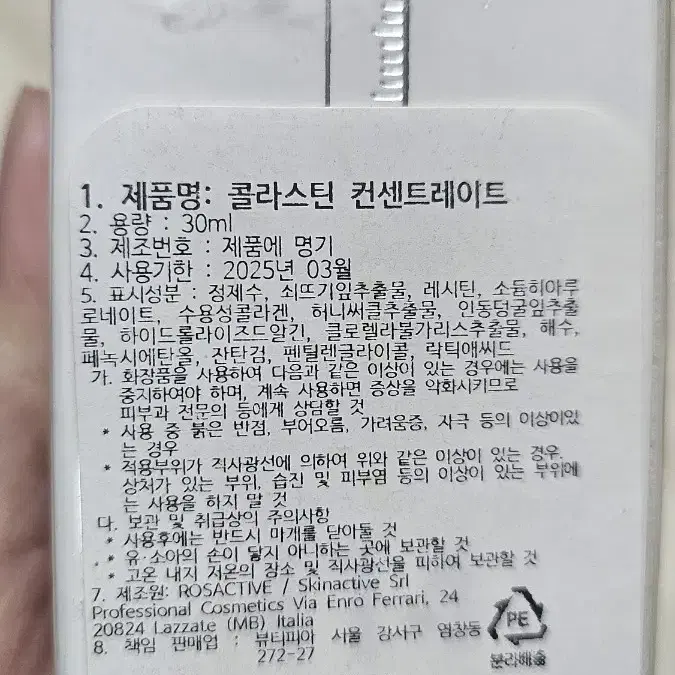 1. 제품명: 콜라스틴 컨센트레이트
2. 용량 : 30ml
3. 제조번호 : 제품에 명기
4. 사용기한 : 2025년 03월
5. 표시성분 : 정제수, 쇠뜨기잎추출물, 레시틴, 소듐히아루
로네이트, 수용성콜라겐, 허니써클추출물, 인동덩굴잎추출
물, 하이드롤라이즈드알긴, 클로렐라불가리스추출물, 해수,
페녹시에탄올, 잔탄검, 펜틸렌글라이콜, 락틱애씨드
가. 화장품을 사용하여 다음과 같은 이상이 있는 경우에는 사용을
중지하여야 하며, 계속 사용하면 증상을 악화시키므로
피부과 전문의 등에게 상담할 것
* 사용 중 붉은 반점, 부어오름, 가려움증, 자극 등의 이상이있
는 경우
* 적용부위가 직사광선에 의하여 위와 같은 이상이 있는 경우.
상처가 있는 부위, 습진 및 피부염 등의 이상이 있는 부위에
는 사용을 하지 말 것
다. 보관 및 취급상의 주의사항
* 사용후에는 반드시 마개를 닫아둘 것
* 유·소아의 손이 닿지 아니하는 곳에 보관할 것
* 고온 내지 저온의 장소 및 직사광선을 피하여 보관할 것
7. 제조원: ROSACTIVE / Skinactive Srl
Professional Cosmetics Via Enro Ferrari, 24
20824 Lazzate (MB) Italia
8. 책임 판매업 : 뷰티피아 서울 강서구 염창동
272-27
PE
분리배출